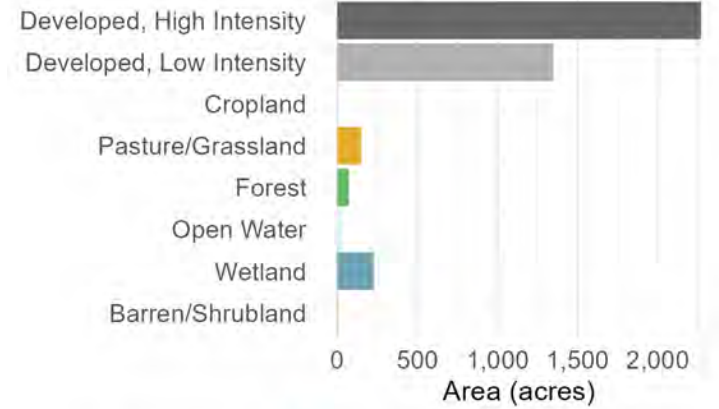 Developed, High Intensity
Developed, Low Intensity
Cropland
Pasture/Grassland
Forest
Open Water
Wetland
Barren/Shrubland
0 500 1,000 1,500 2,000
Area (acres)